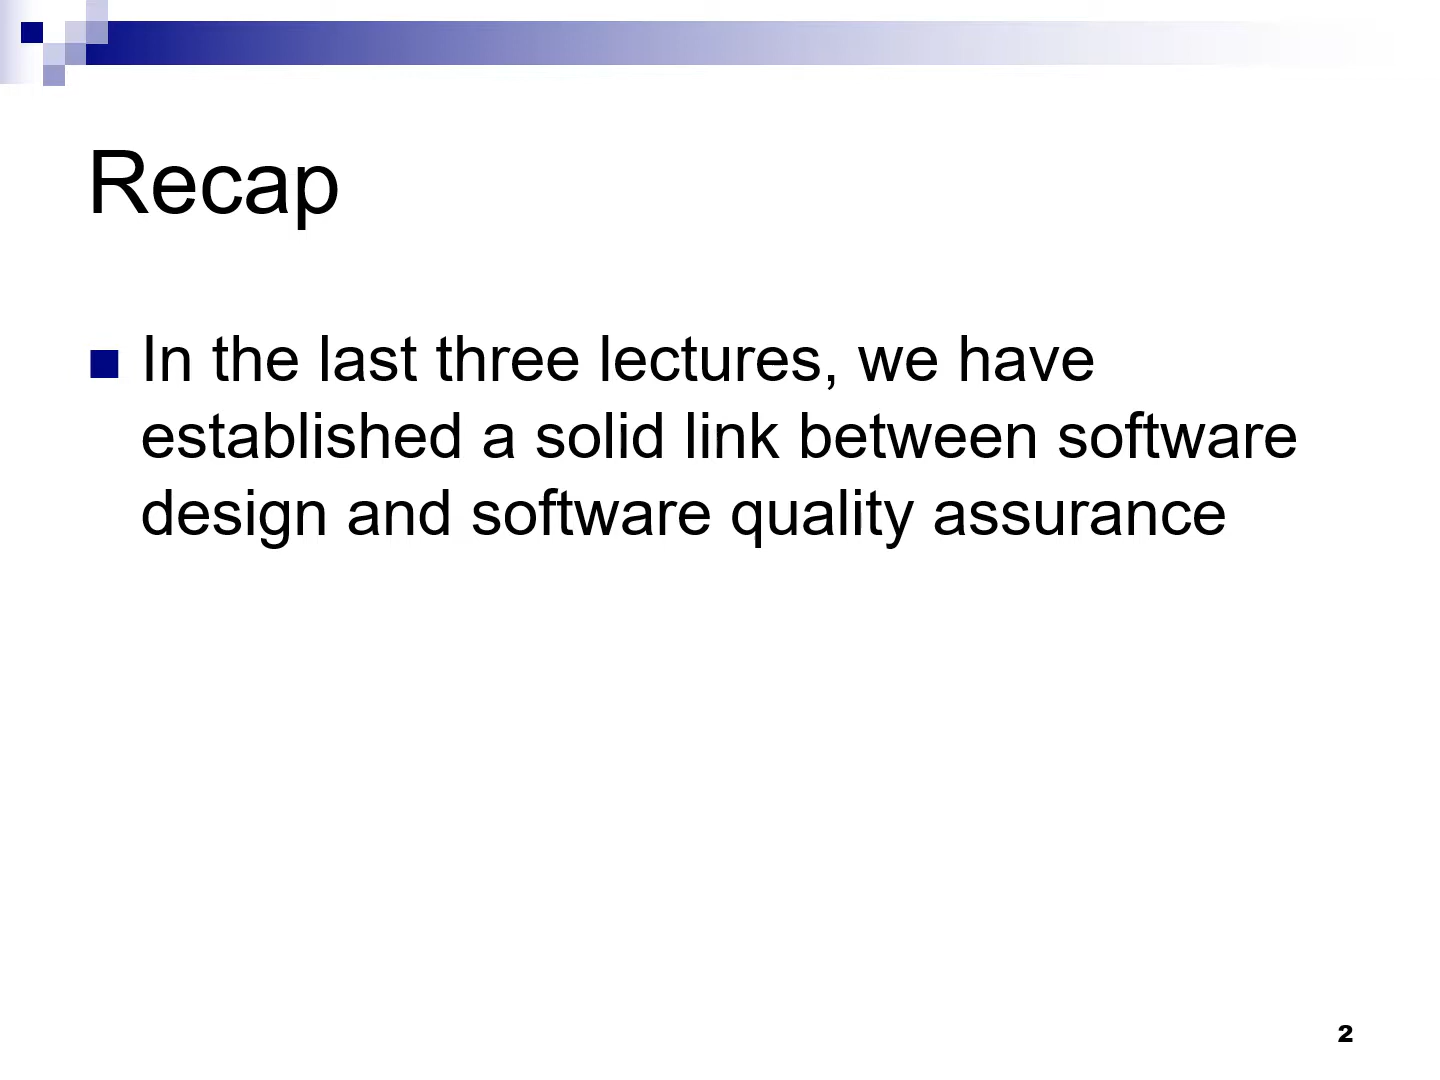 Recap
In the last three lectures, we have
established a solid link between software
design and software quality assurance
2